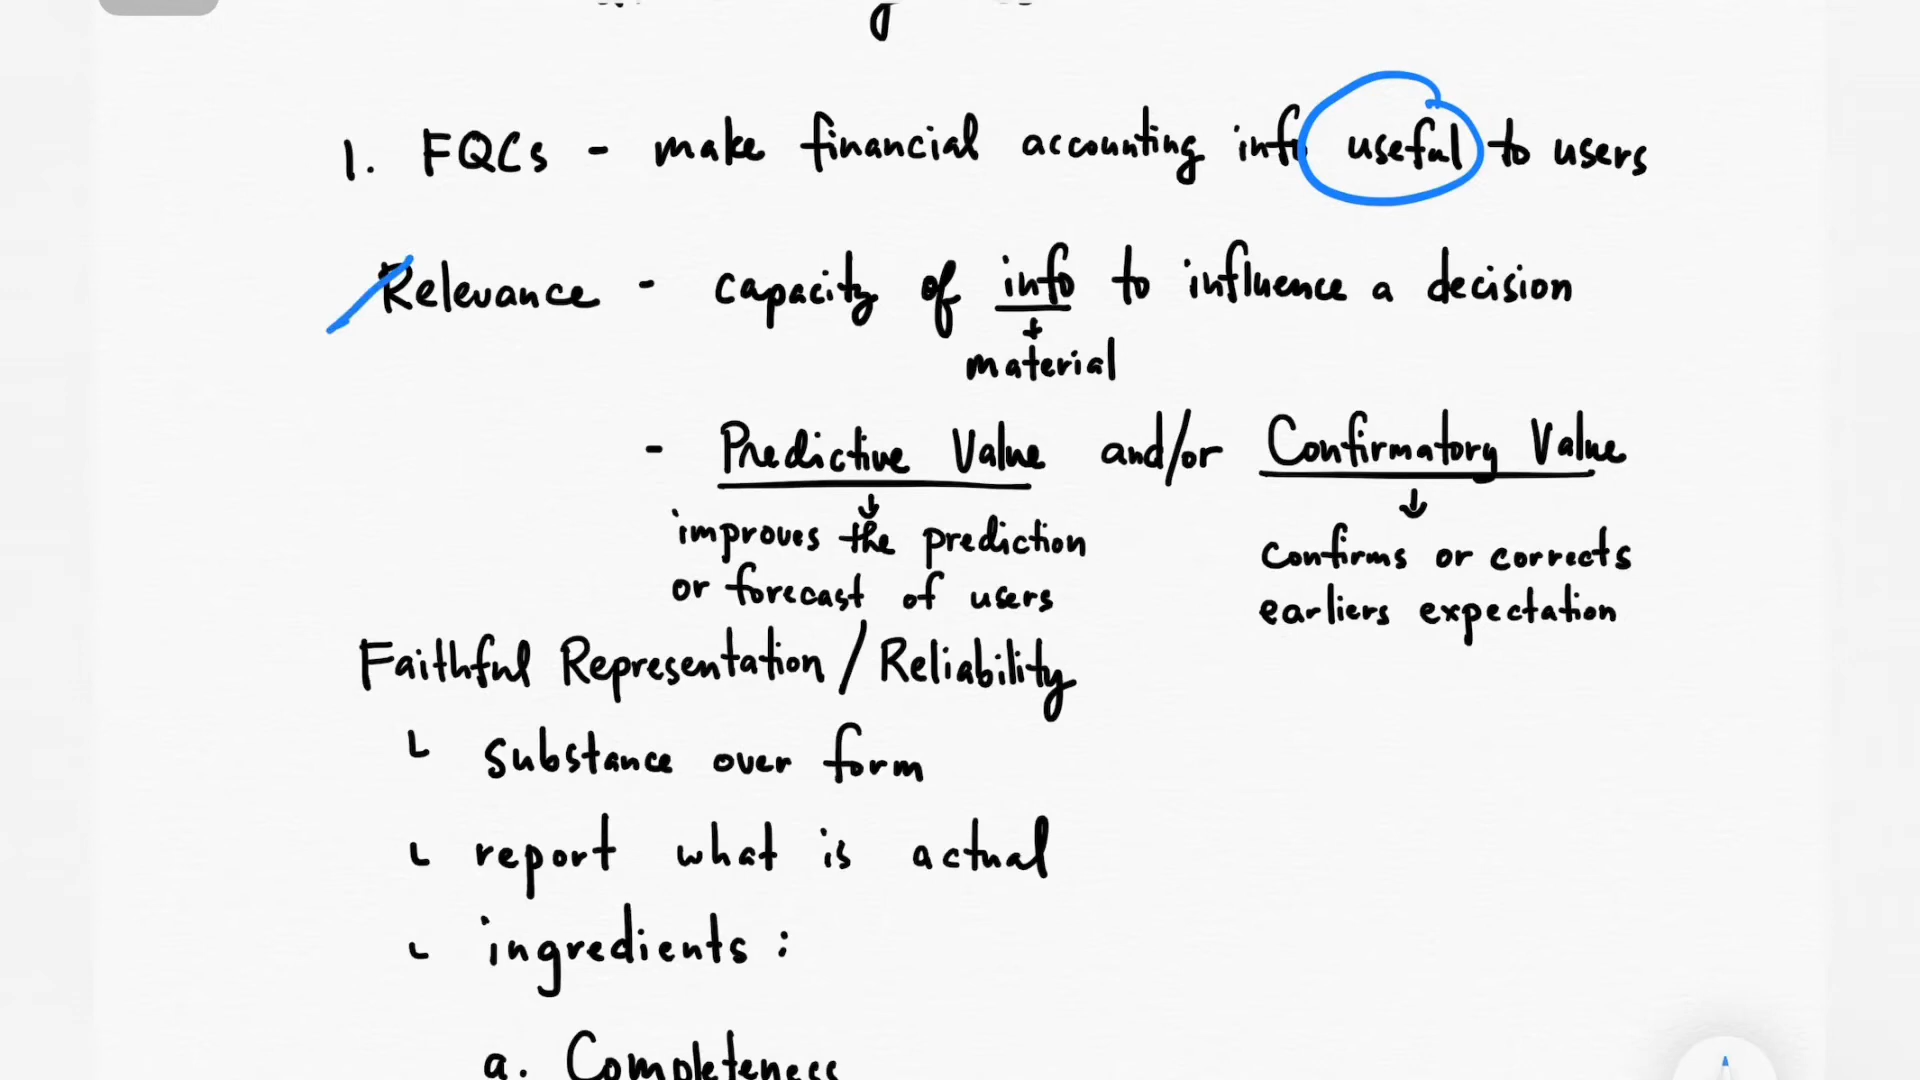 1. FQCs - make financial accounting info useful to users
Relevance - capacity of info to influence a decision
material
- Predictive Value and/or Confirmatory Value
improves the prediction
or forecast of users
confirms or corrects
earliers expectation
Faithful Representation / Reliability
substance over form
report what is actual
ingredients :
a. Completeness